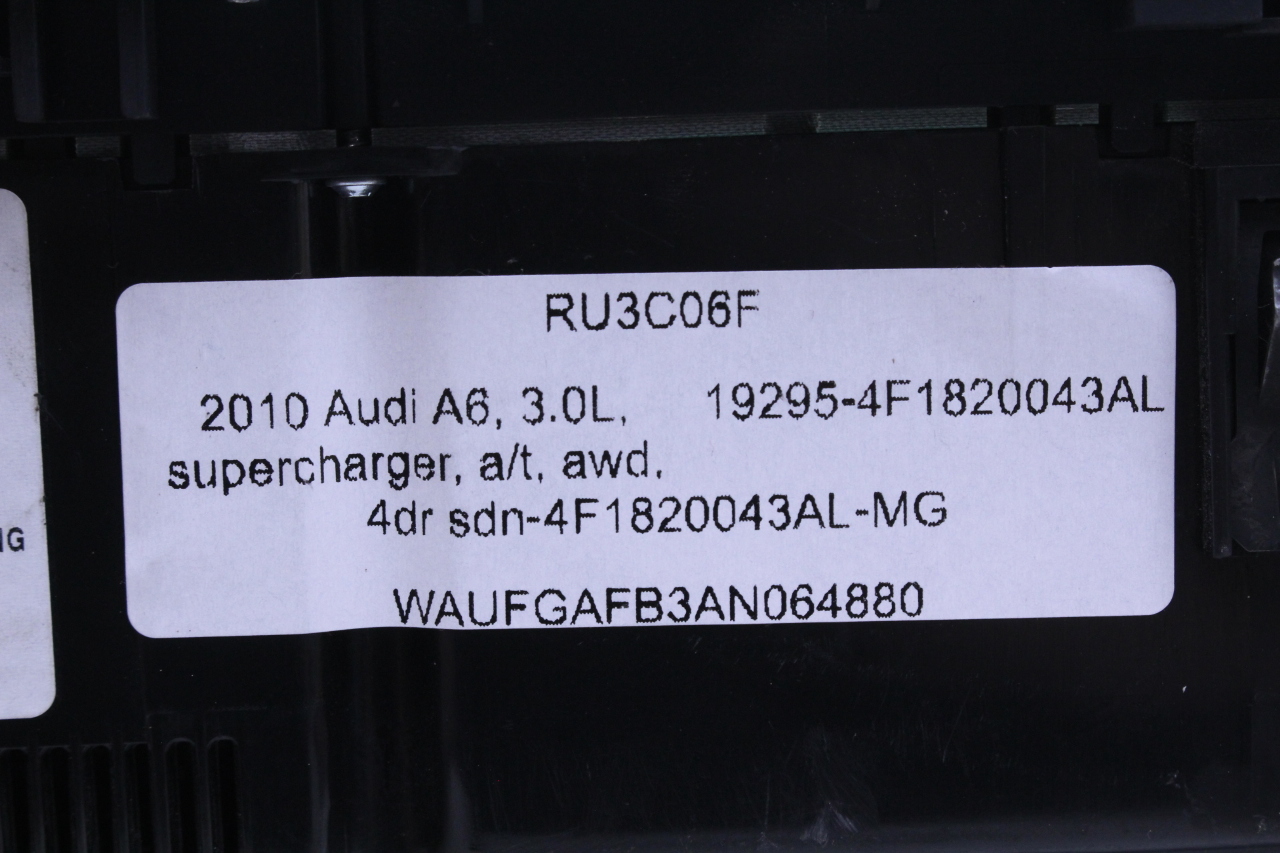 RU3C06F
2010 Audi A6, 3.0L, 19295-4F1820043AL
supercharger, a/t, awd,
4dr sdn-4F1820043AL-MG
WAUFGAFB3AN064880